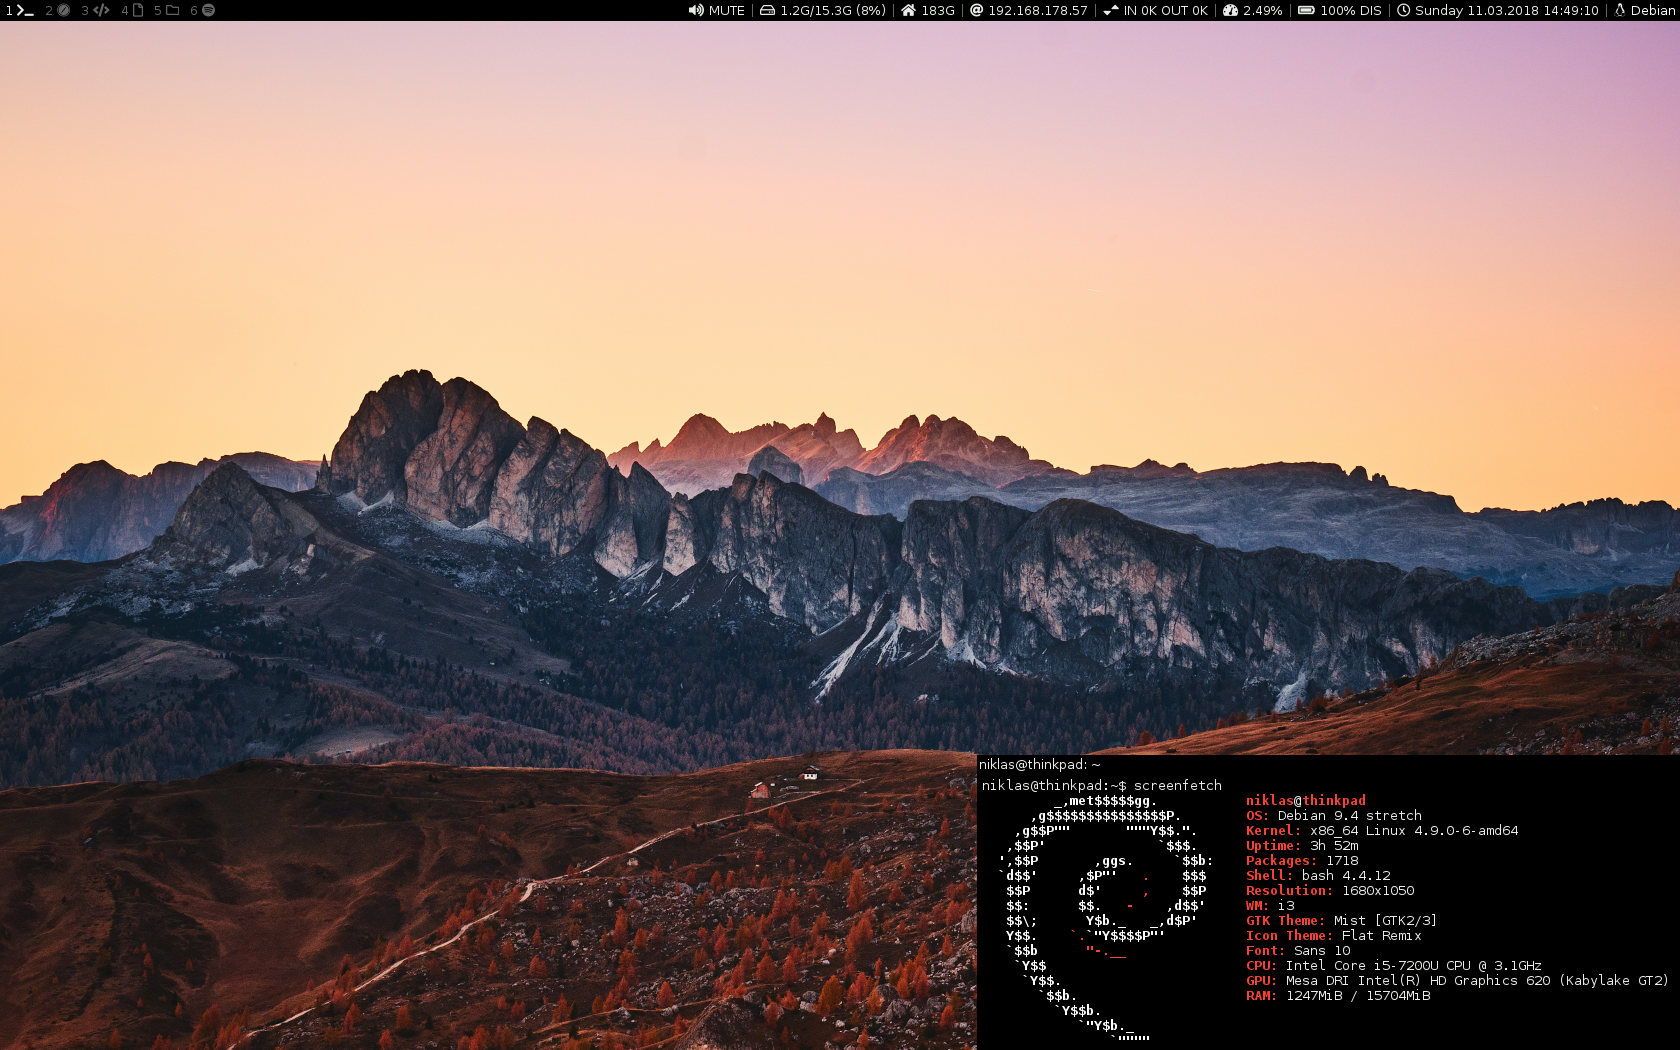 1 2 3 4 5 6 MUTE 1.2G/15.3G (8%) 183G 192.168.178.57 IN 0K OUT 0K 2.49% 100% DIS Sunday 11.03.2018 14:49:10 Debian
niklas@thinkpad: ~
niklas@thinkpad:~$ screenfetch
_,met$$$$$gg. niklas@thinkpad
,g$$$$$$$$$$$$$$$P. OS: Debian 9.4 stretch
,g$$P"" """Y$$.". Kernel: x86_64 Linux 4.9.0-6-amd64
,$$P' `$$$. Uptime: 3h 52m
',$$P ,ggs. `$$b: Packages: 1718
`d$$' ,$P"' . $$$ Shell: bash 4.4.12
$$P d$' , $$P Resolution: 1680x1050
$$: $$. - ,d$$' WM: i3
$$\; Y$b._ _,d$P' GTK Theme: Mist [GTK2/3]
Y$$. `.`"Y$$$$P"' Icon Theme: Flat Remix
`$$b "-.__ Font: Sans 10
`Y$$ CPU: Intel Core i5-7200U CPU @ 3.1GHz
`Y$$. GPU: Mesa DRI Intel(R) HD Graphics 620 (Kabylake GT2)
`$$b. RAM: 1247MiB / 15704MiB
`Y$$b.
`"Y$b._
`""""